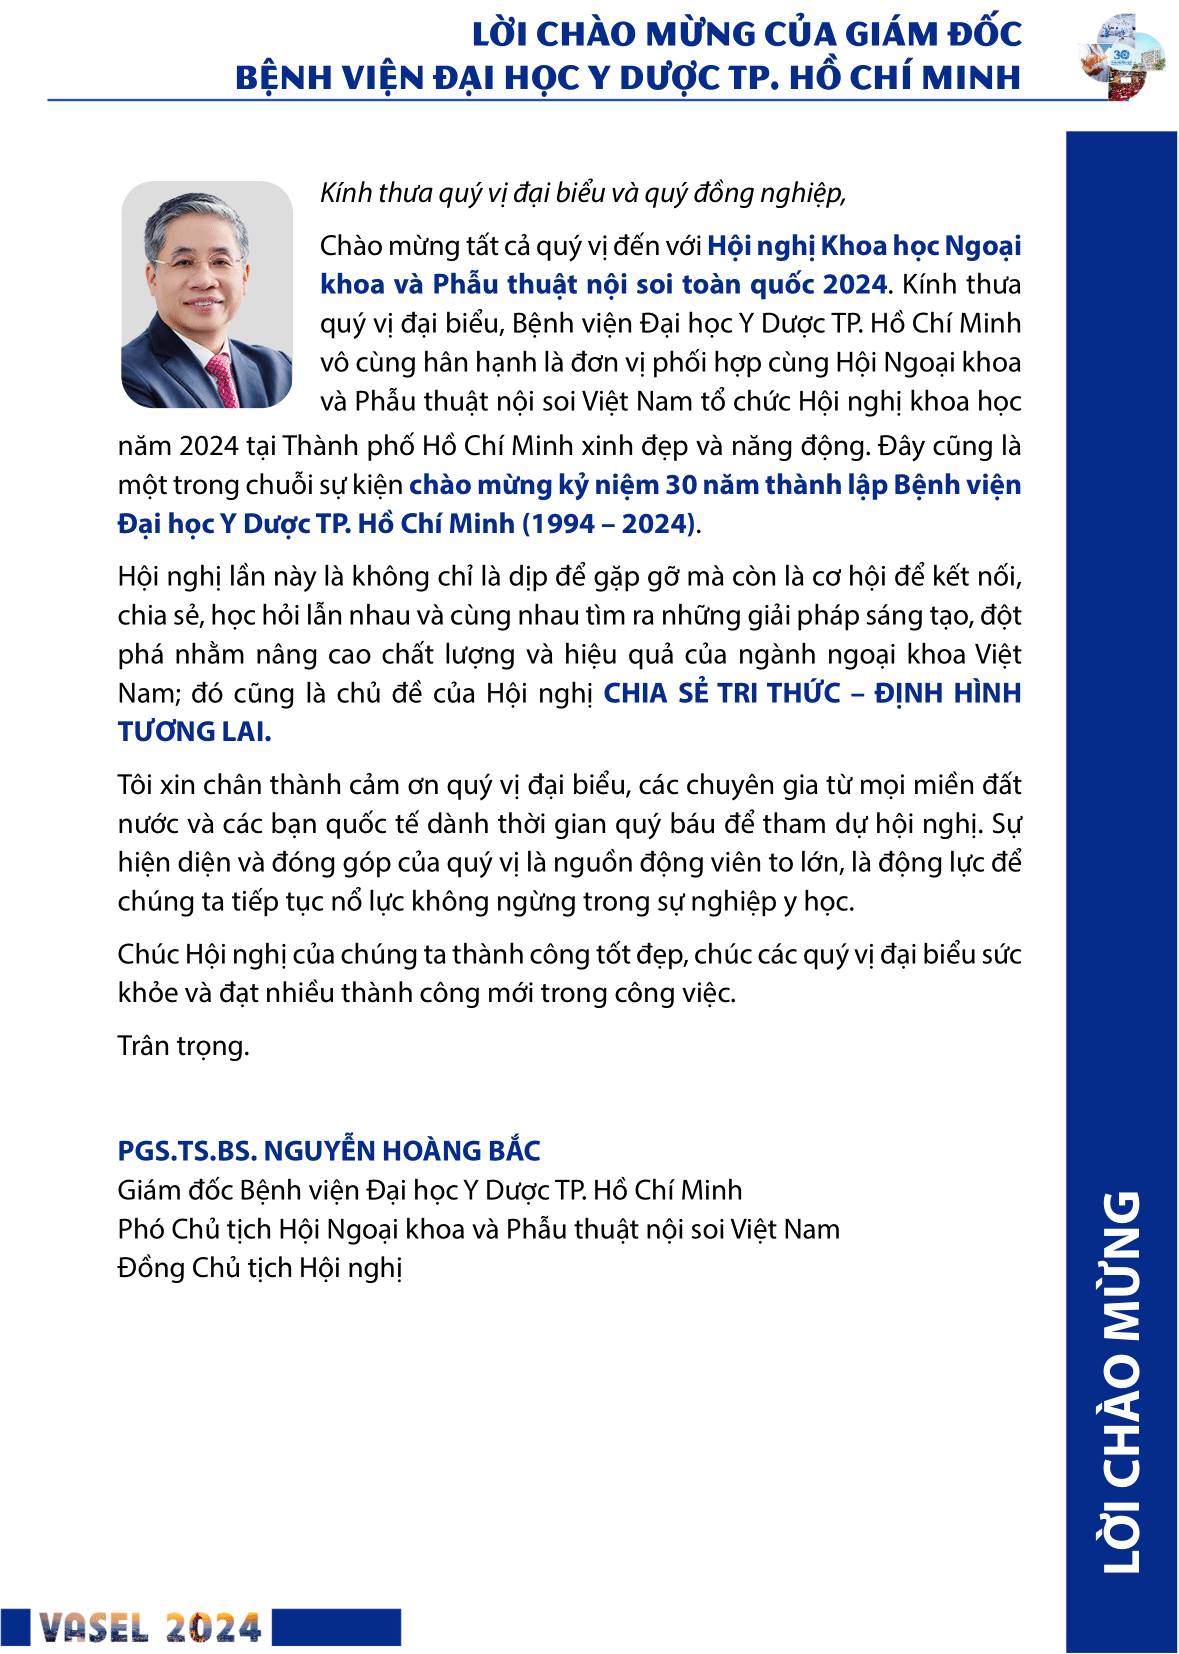 LỜI CHÀO MỪNG CỦA GIÁM ĐỐC
BỆNH VIỆN ĐẠI HỌC Y DƯỢC TP. HỒ CHÍ MINH
30
Kính thưa quý vị đại biểu và quý đồng nghiệp,
Chào mừng tất cả quý vị đến với Hội nghị Khoa học Ngoại
khoa và Phẫu thuật nội soi toàn quốc 2024. Kính thưa
quý vị đại biểu, Bệnh viện Đại học Y Dược TP. Hồ Chí Minh
vô cùng hân hạnh là đơn vị phối hợp cùng Hội Ngoại khoa
và Phẫu thuật nội soi Việt Nam tổ chức Hội nghị khoa học
năm 2024 tại Thành phố Hồ Chí Minh xinh đẹp và năng động. Đây cũng là
một trong chuỗi sự kiện chào mừng kỷ niệm 30 năm thành lập Bệnh viện
Đại học Y Dược TP. Hồ Chí Minh (1994 – 2024).
Hội nghị lần này là không chỉ là dịp để gặp gỡ mà còn là cơ hội để kết nối,
chia sẻ, học hỏi lẫn nhau và cùng nhau tìm ra những giải pháp sáng tạo, đột
phá nhằm nâng cao chất lượng và hiệu quả của ngành ngoại khoa Việt
Nam; đó cũng là chủ đề của Hội nghị CHIA SẺ TRI THỨC – ĐỊNH HÌNH
TƯƠNG LAI.
Tôi xin chân thành cảm ơn quý vị đại biểu, các chuyên gia từ mọi miền đất
nước và các bạn quốc tế dành thời gian quý báu để tham dự hội nghị. Sự
hiện diện và đóng góp của quý vị là nguồn động viên to lớn, là động lực để
chúng ta tiếp tục nổ lực không ngừng trong sự nghiệp y học.
Chúc Hội nghị của chúng ta thành công tốt đẹp, chúc các quý vị đại biểu sức
khỏe và đạt nhiều thành công mới trong công việc.
Trân trọng.
PGS.TS.BS. NGUYỄN HOÀNG BẮC
Giám đốc Bệnh viện Đại học Y Dược TP. Hồ Chí Minh
Phó Chủ tịch Hội Ngoại khoa và Phẫu thuật nội soi Việt Nam
Đồng Chủ tịch Hội nghị
LỜI CHÀO MỪNG
VASEL 2024